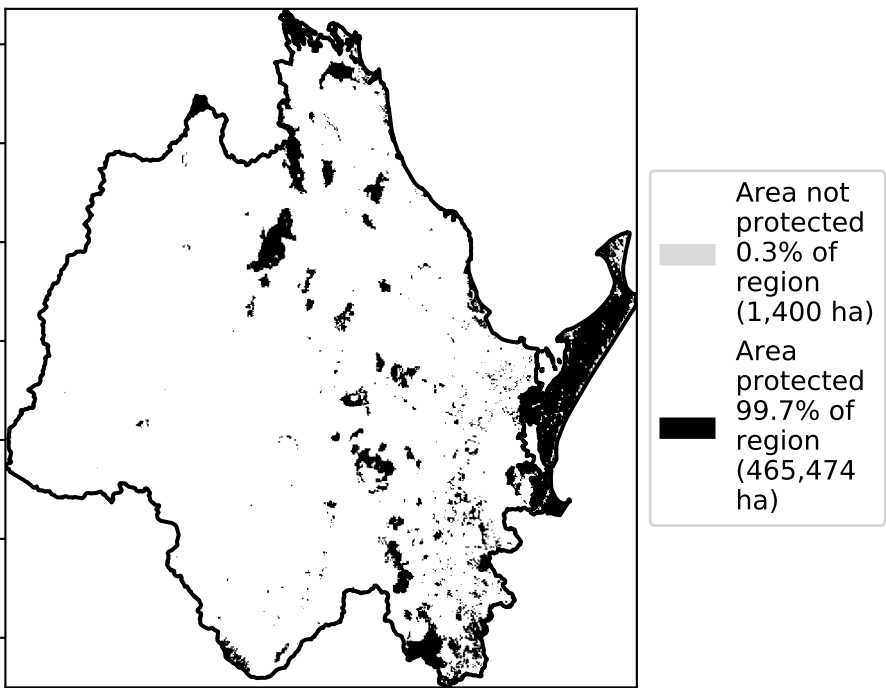 Area not
protected
0.3% of
region
(1,400 ha)
Area
protected
99.7% of
region
(465,474
ha)